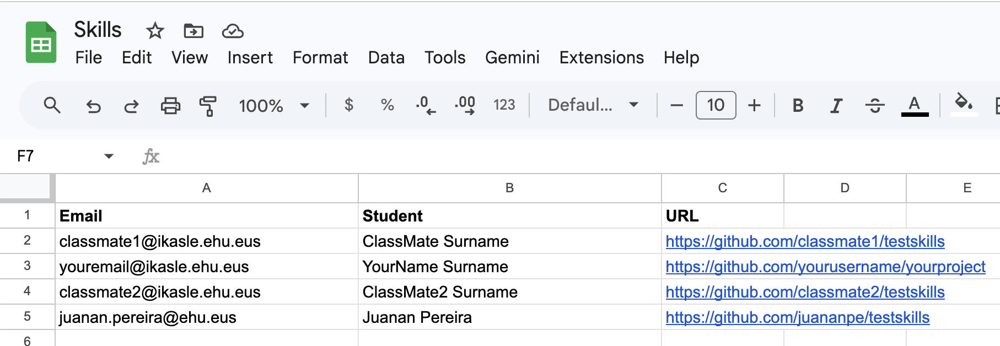 Skills
File Edit View Insert Format Data Tools Gemini Extensions Help
100% $ % .0 .00 123 Defaul... − 10 + B I S A
F7 fx
A B C D E
1 Email Student URL
2 classmate1@ikasle.ehu.eus ClassMate Surname https://github.com/classmate1/testskills
3 youremail@ikasle.ehu.eus YourName Surname https://github.com/yourusername/yourproject
4 classmate2@ikasle.ehu.eus ClassMate2 Surname https://github.com/classmate2/testskills
5 juanan.pereira@ehu.eus Juanan Pereira https://github.com/juananpe/testskills
6